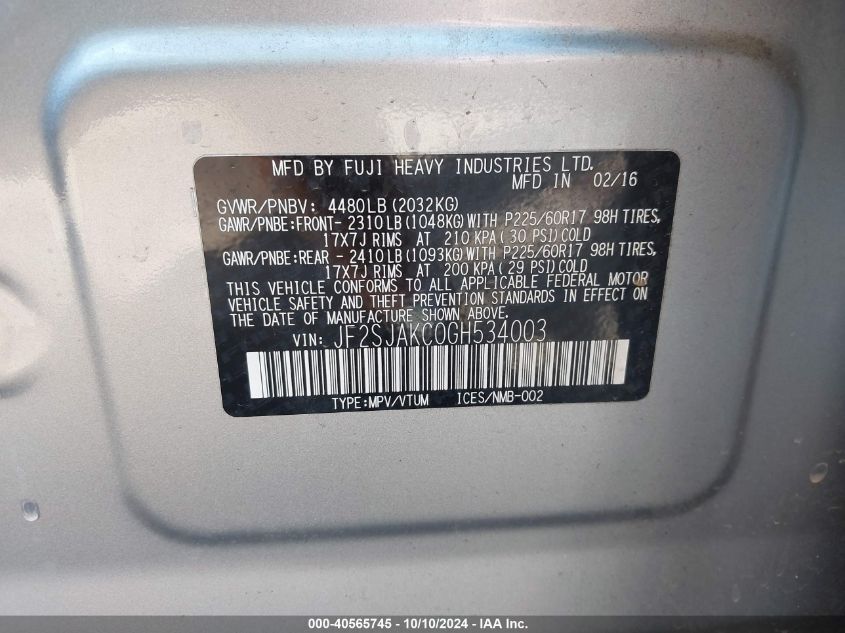 MFD BY FUJI HEAVY INDUSTRIES LTD.
MFD IN 02/16
GVWR/PNBV: 4480LB (2032KG)
GAWR/PNBE:FRONT- 2310 LB (1048KG) WITH P225/60R17 98H TIRES,
17X7J RIMS AT 210 KPA ( 30 PSI) COLD
GAWR/PNBE:REAR - 2410 LB (1093KG) WITH P225/60R17 98H TIRES,
17X7J RIMS AT 200 KPA ( 29 PSI) COLD
THIS VEHICLE CONFORMS TO ALL APPLICABLE FEDERAL MOTOR
VEHICLE SAFETY AND THEFT PREVENTION STANDARDS IN EFFECT ON
THE DATE OF MANUFACTURE SHOWN ABOVE.
VIN: JF2SJAKC0GH534003
TYPE:MPV/VTUM ICES/NMB-002
000-40565745 - 10/10/2024 - IAA Inc.